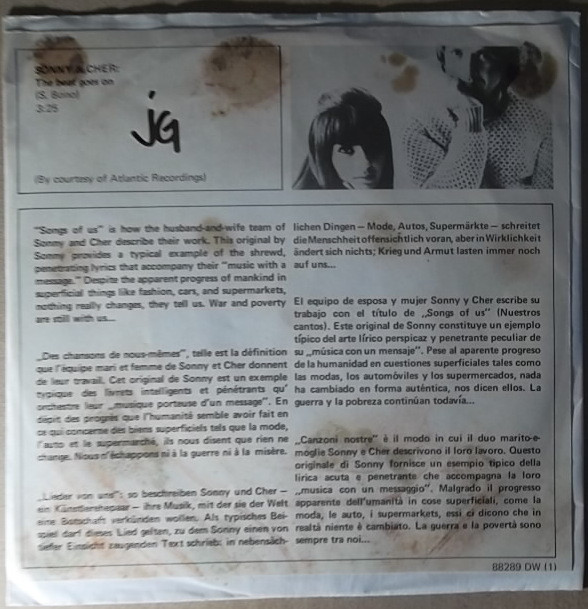 SONNY & CHER:
The beat goes on
(S. Bono)
3:25
jg
(By courtesy of Atlantic Recordings)
"Songs of us" is how the husband-and-wife team of
Sonny and Cher describe their work. This original by
Sonny provides a typical example of the shrewd,
penetrating lyrics that accompany their "music with a
message." Despite the apparent progress of mankind in
superficial things like fashion, cars, and supermarkets,
nothing really changes, they tell us. War and poverty
are still with us...
„Des chansons de nous-mêmes", telle est la définition
que l'équipe mari et femme de Sonny et Cher donnent
de leur travail. Cet original de Sonny est un exemple
typique des livrets intelligents et pénétrants qu'
orchestre leur „musique porteuse d'un message". En
dépit des progrès que l'humanité semble avoir fait en
ce qui concerne des biens superficiels tels que la mode,
l'auto et le supermarché, ils nous disent que rien ne
change. Nous n'échappons ni à la guerre ni à la misère.
„Lieder von uns": so beschreiben Sonny und Cher –
ein Künstlerehepaar – ihre Musik, mit der sie der Welt
eine Botschaft verkünden wollen. Als typisches Bei-
spiel darf dieses Lied gelten, zu dem Sonny einen von
tiefer Einsicht zeugenden Text schrieb: in nebensäch-
lichen Dingen – Mode, Autos, Supermärkte – schreitet
die Menschheit offensichtlich voran, aber in Wirklichkeit
ändert sich nichts; Krieg und Armut lasten immer noch
auf uns...
El equipo de esposa y mujer Sonny y Cher escribe su
trabajo con el título de „Songs of us" (Nuestros
cantos). Este original de Sonny constituye un ejemplo
típico del arte lírico perspicaz y penetrante peculiar de
su „música con un mensaje". Pese al aparente progreso
de la humanidad en cuestiones superficiales tales como
las modas, los automóviles y los supermercados, nada
ha cambiado en forma auténtica, nos dicen ellos. La
guerra y la pobreza continúan todavía...
„Canzoni nostre" è il modo in cui il duo marito-e-
moglie Sonny e Cher descrivono il loro lavoro. Questo
originale di Sonny fornisce un esempio tipico della
lirica acuta e penetrante che accompagna la loro
„musica con un messaggio". Malgrado il progresso
apparente dell'umanità in cose superficiali, come la
moda, le auto, i supermarkets, essi ci dicono che in
realtà niente è cambiato. La guerra e la povertà sono
sempre tra noi...
88289 DW (1)